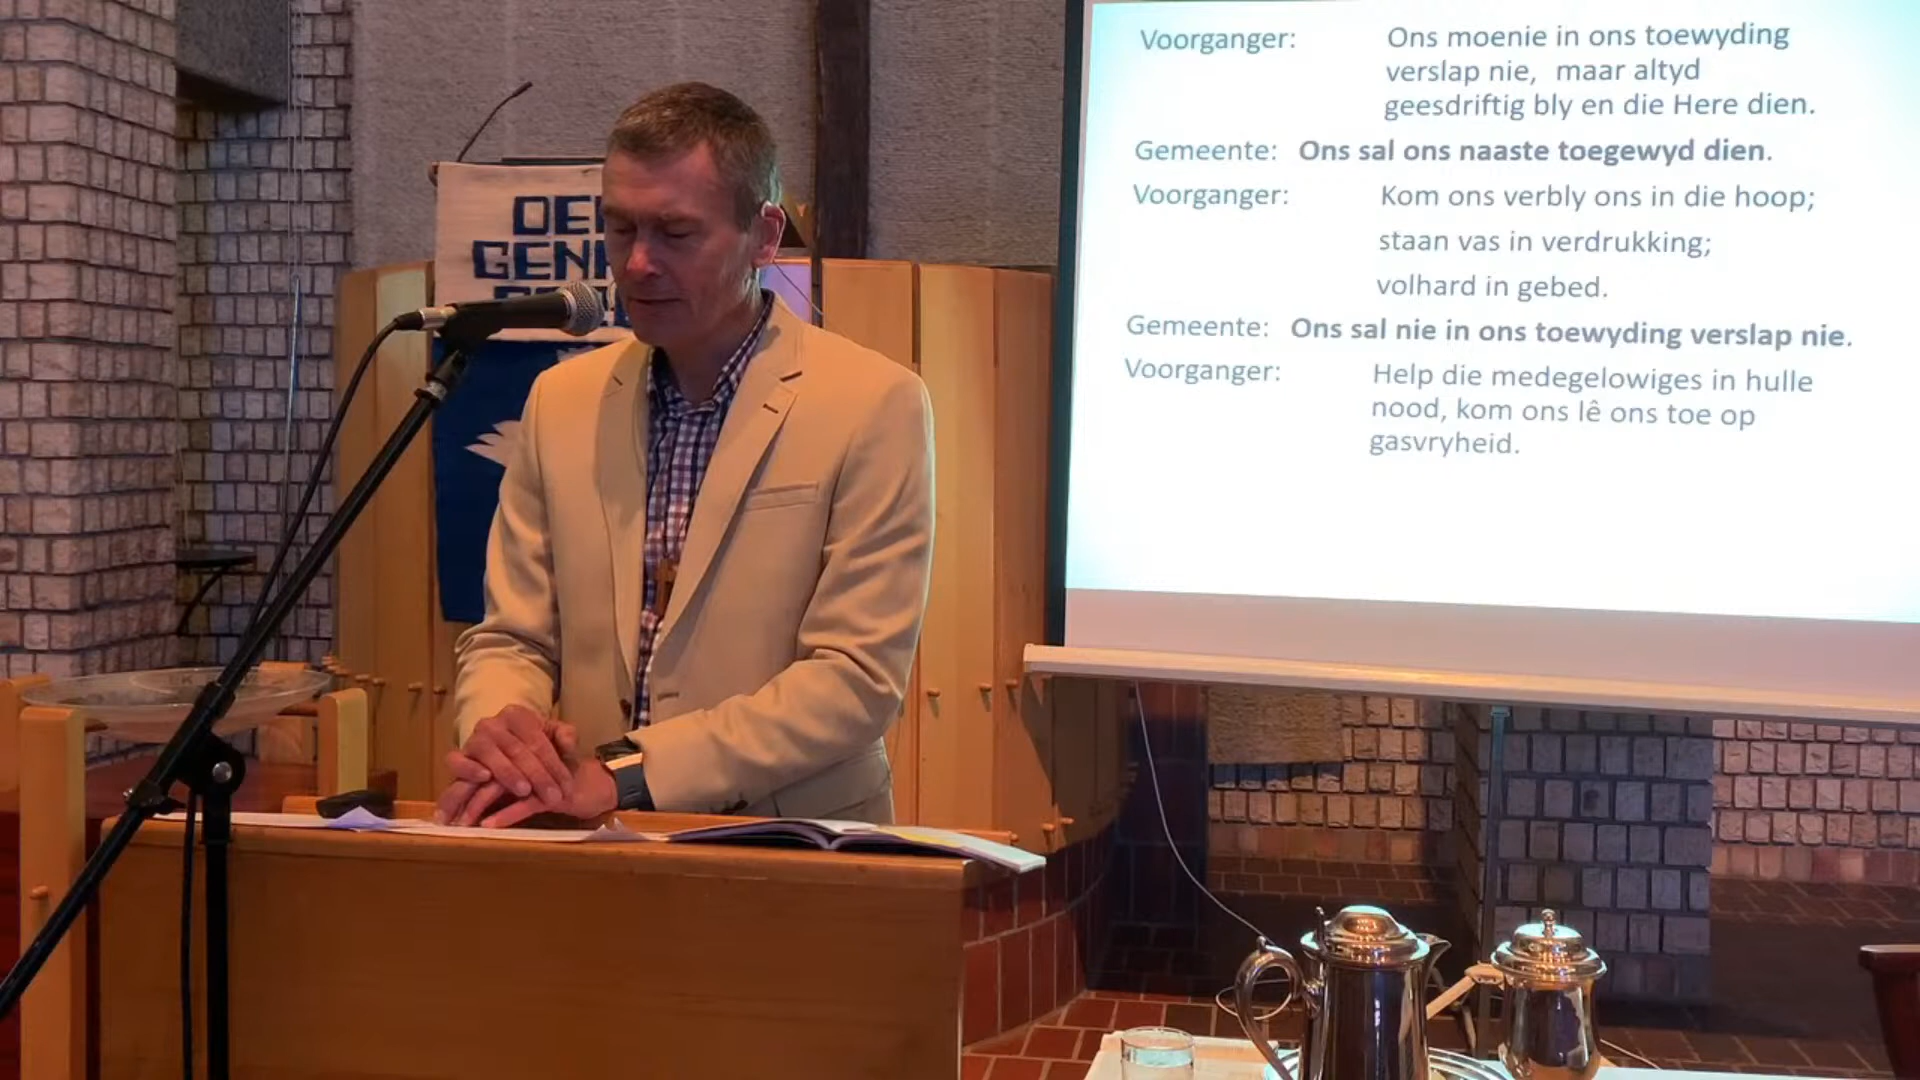 Voorganger: Ons moenie in ons toewyding
verslap nie, maar altyd
geesdriftig bly en die Here dien.
Gemeente: Ons sal ons naaste toegewyd dien.
Voorganger: Kom ons verbly ons in die hoop;
staan vas in verdrukking;
volhard in gebed.
Gemeente: Ons sal nie in ons toewyding verslap nie.
Voorganger: Help die medegelowiges in hulle
nood, kom ons lê ons toe op
gasvryheid.